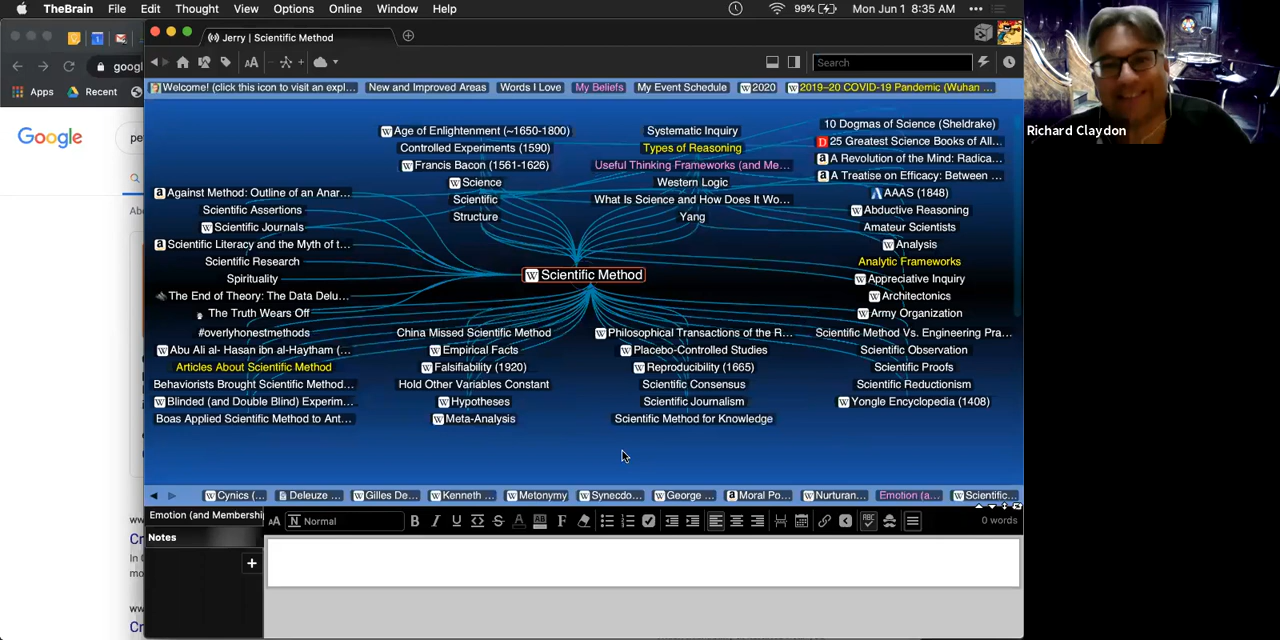 TheBrain File Edit Thought View Options Online Window Help
99% Mon Jun 1 8:35 AM
Jerry | Scientific Method
googl
Search
Apps Recent
Welcome! (click this icon to visit an expl... New and Improved Areas Words I Love My Beliefs My Event Schedule 2020 2019–20 COVID-19 Pandemic (Wuhan ...
Google
pe
Age of Enlightenment (~1650-1800)
Controlled Experiments (1590)
Francis Bacon (1561-1626)
Science
Scientific
Structure
Systematic Inquiry
Types of Reasoning
Useful Thinking Frameworks (and Me...
Western Logic
What Is Science and How Does It Wo...
Yang
10 Dogmas of Science (Sheldrake)
25 Greatest Science Books of All...
A Revolution of the Mind: Radica...
A Treatise on Efficacy: Between ...
AAAS (1848)
Abductive Reasoning
Amateur Scientists
Analysis
Analytic Frameworks
Appreciative Inquiry
Architectonics
Army Organization
Against Method: Outline of an Anar...
Scientific Assertions
Scientific Journals
Scientific Literacy and the Myth of t...
Scientific Research
Spirituality
The End of Theory: The Data Delu...
The Truth Wears Off
Scientific Method
#overlyhonestmethods
Abu Ali al- Hasan ibn al-Haytham (...
Articles About Scientific Method
Behaviorists Brought Scientific Method...
Blinded (and Double Blind) Experim...
Boas Applied Scientific Method to Ant...
China Missed Scientific Method
Empirical Facts
Falsifiability (1920)
Hold Other Variables Constant
Hypotheses
Meta-Analysis
Philosophical Transactions of the R...
Placebo-Controlled Studies
Reproducibility (1665)
Scientific Consensus
Scientific Journalism
Scientific Method for Knowledge
Scientific Method Vs. Engineering Pra...
Scientific Observation
Scientific Proofs
Scientific Reductionism
Yongle Encyclopedia (1408)
Cynics (... Deleuze ... Gilles De... Kenneth ... Metonymy Synecdo... George ... Moral Po... Nurturan... Emotion (a... Scientific...
Emotion (and Membershi
Normal
0 words
Notes
Richard Claydon